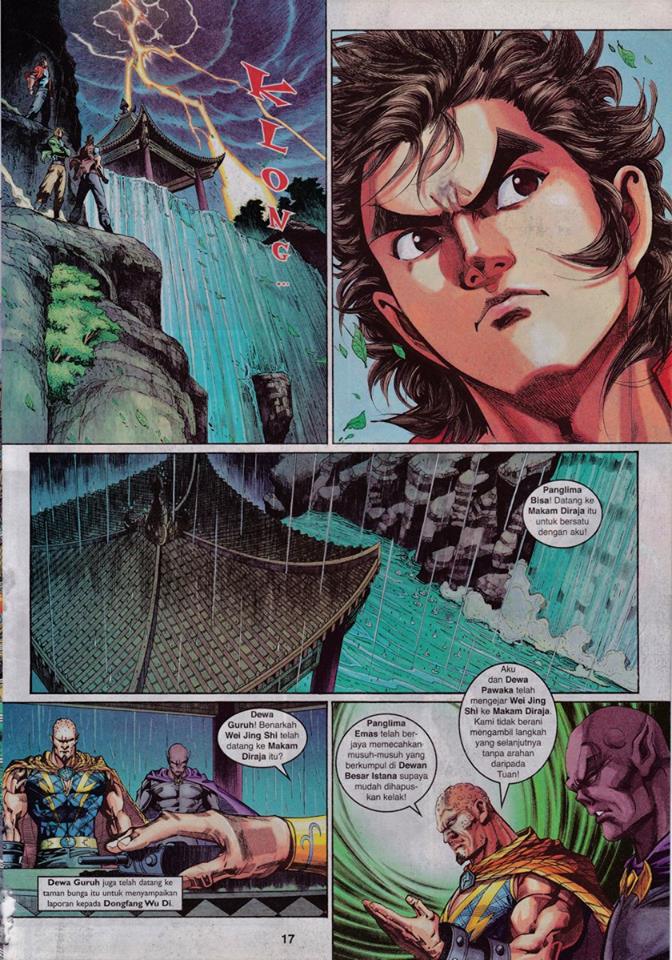 KLONG...
Panglima
Bisa! Datang ke
Makam Diraja itu
untuk bersatu
dengan aku!
Dewa
Guruh! Benarkah
Wei Jing Shi telah
datang ke Makam
Diraja itu?
Dewa Guruh juga telah datang ke
taman bunga itu untuk menyampaikan
laporan kepada Dongfang Wu Di.
Panglima
Emas telah ber-
jaya memecahkan
musuh-musuh yang
berkumpul di Dewan
Besar Istana supaya
mudah dihapus-
kan kelak!
Aku
dan Dewa
Pawaka telah
mengejar Wei Jing
Shi ke Makam Diraja.
Kami tidak berani
mengambil langkah
yang selanjutnya
tanpa arahan
daripada
Tuan!
17